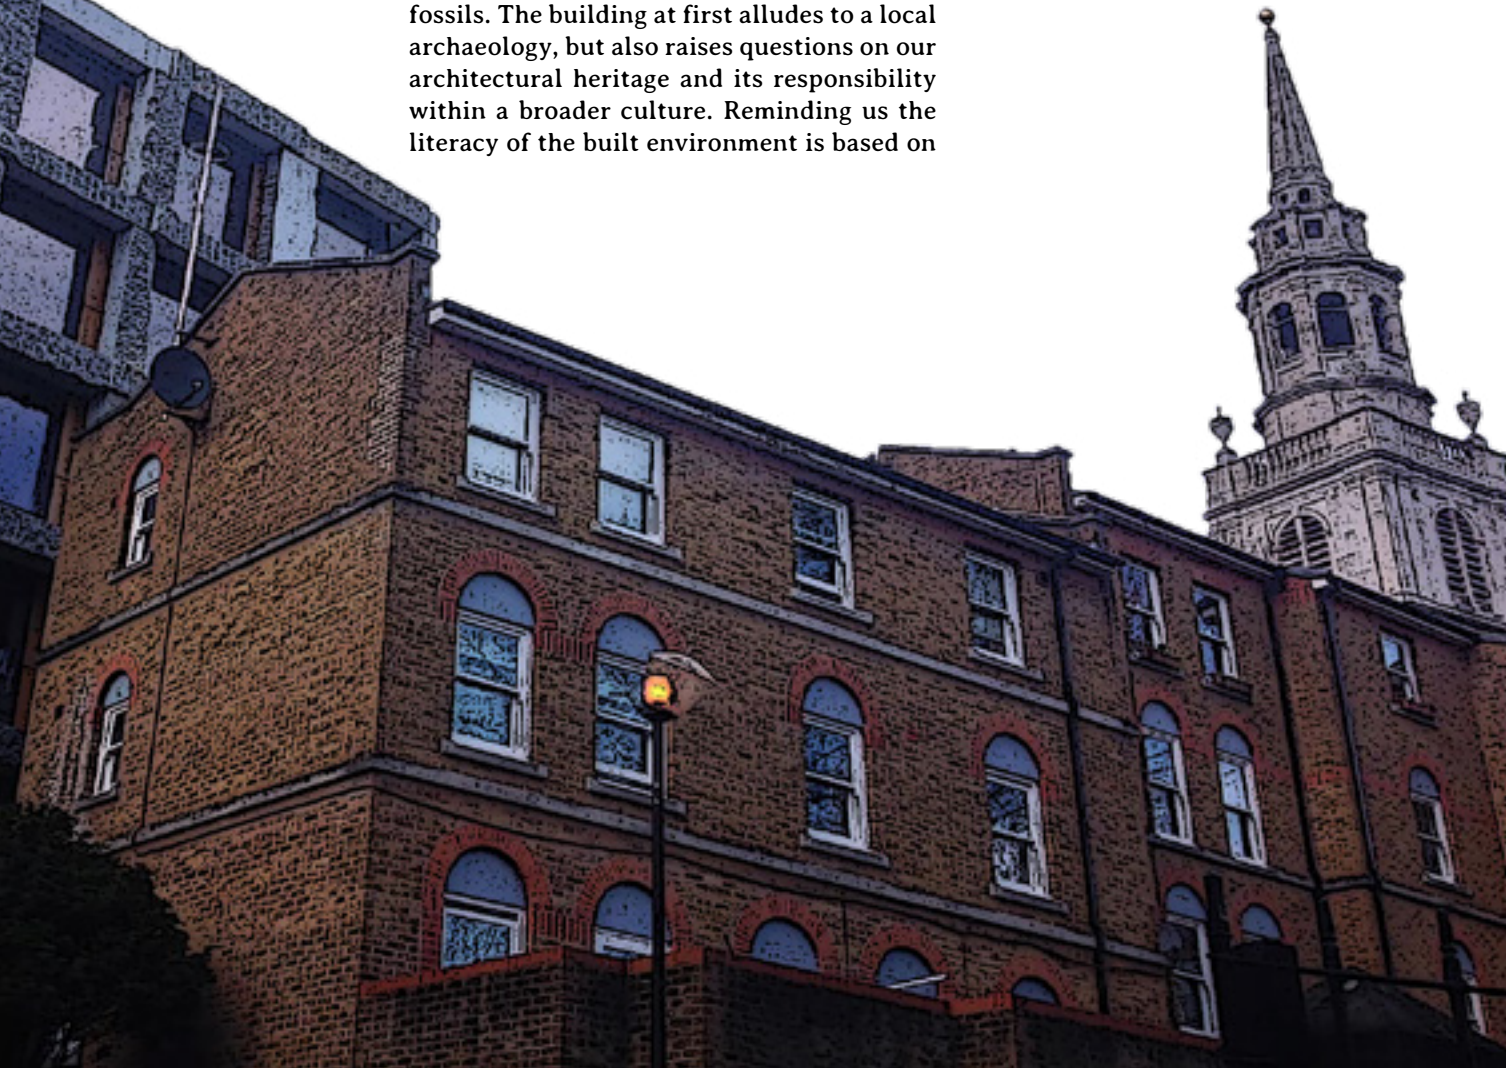 fossils. The building at first alludes to a local
archaeology, but also raises questions on our
architectural heritage and its responsibility
within a broader culture. Reminding us the
literacy of the built environment is based on